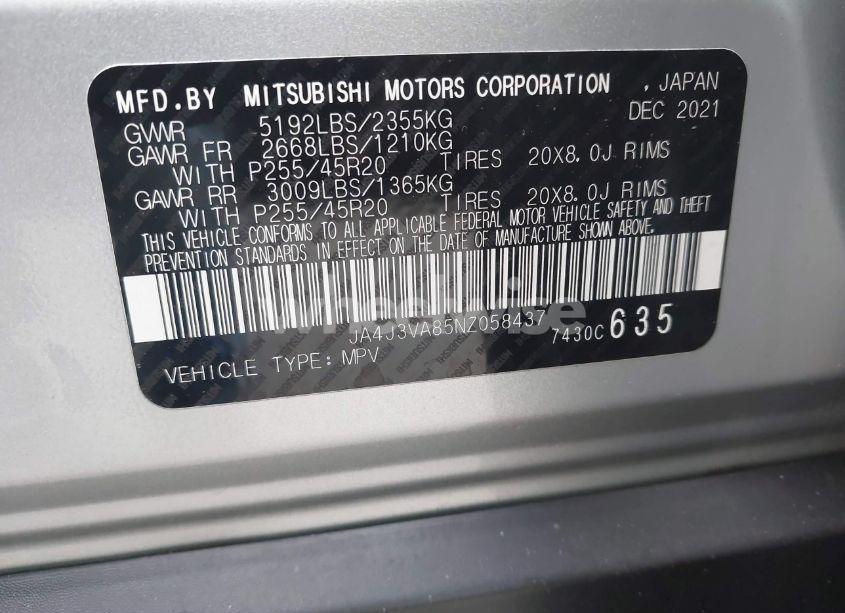 MFD.BY MITSUBISHI MOTORS CORPORATION , JAPAN
GVWR 5192LBS/2355KG DEC 2021
GAWR FR 2668LBS/1210KG
WITH P255/45R20 TIRES 20X8.0J RIMS
GAWR RR 3009LBS/1365KG
WITH P255/45R20 TIRES 20X8.0J RIMS
THIS VEHICLE CONFORMS TO ALL APPLICABLE FEDERAL MOTOR VEHICLE SAFETY AND THEFT
PREVENTION STANDARDS IN EFFECT ON THE DATE OF MANUFACTURE SHOWN ABOVE.
JA4J3VA85NZ058437
7430C 635
VEHICLE TYPE: MPV